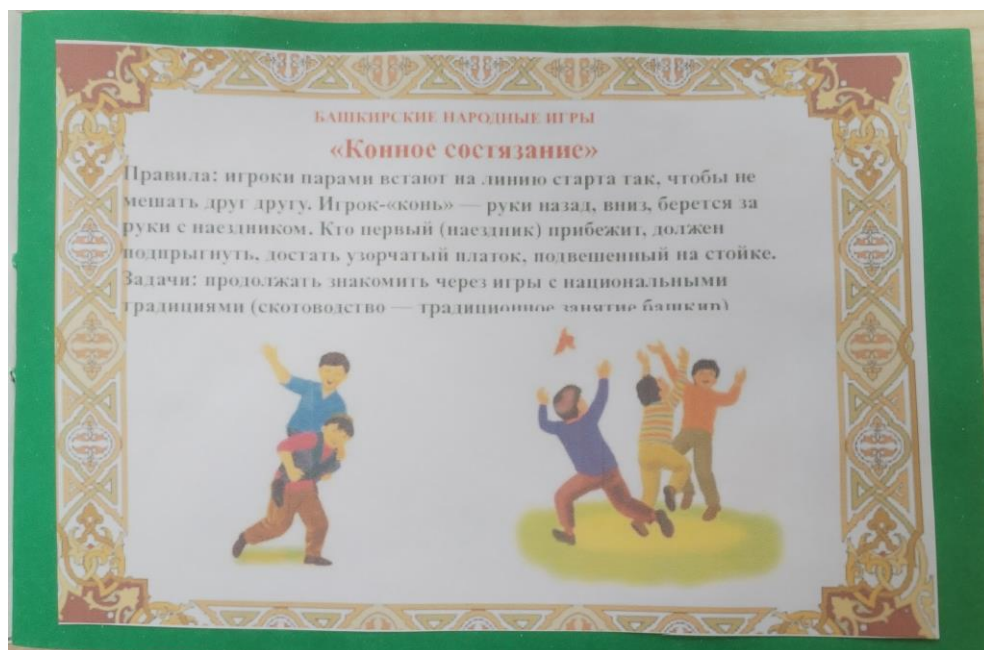 БАШКИРСКИЕ НАРОДНЫЕ ИГРЫ
«Конное состязание»
Правила: игроки парами встают на линию старта так, чтобы не
мешать друг другу. Игрок-«конь» — руки назад, вниз, берется за
руки с наездником. Кто первый (наездник) прибежит, должен
подпрыгнуть, достать узорчатый платок, подвешенный на стойке.
Задачи: продолжать знакомить через игры с национальными
традициями (скотоводство — традиционное занятие башкир)